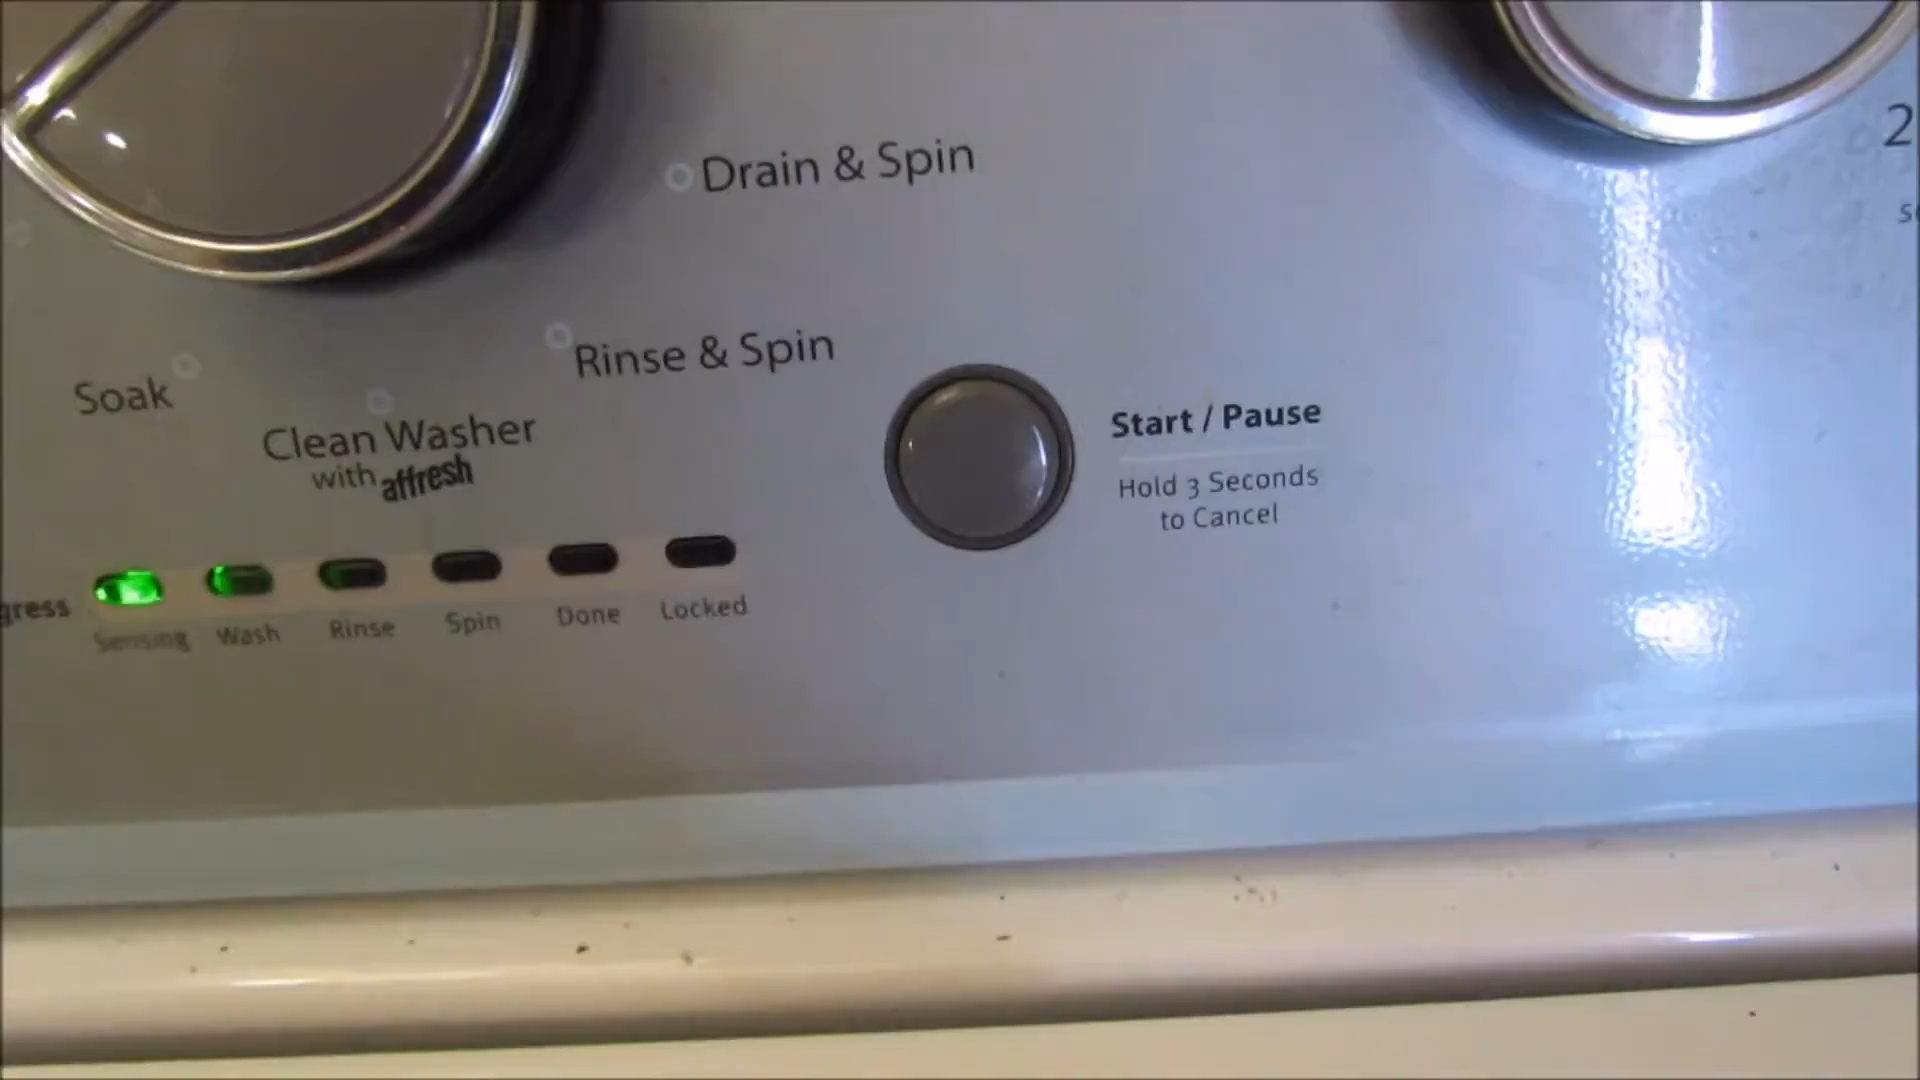 Drain & Spin
Rinse & Spin
Soak
Clean Washer
with affresh
Start / Pause
Hold 3 Seconds
to Cancel
gress
Sensing Wash Rinse Spin Done Locked
2